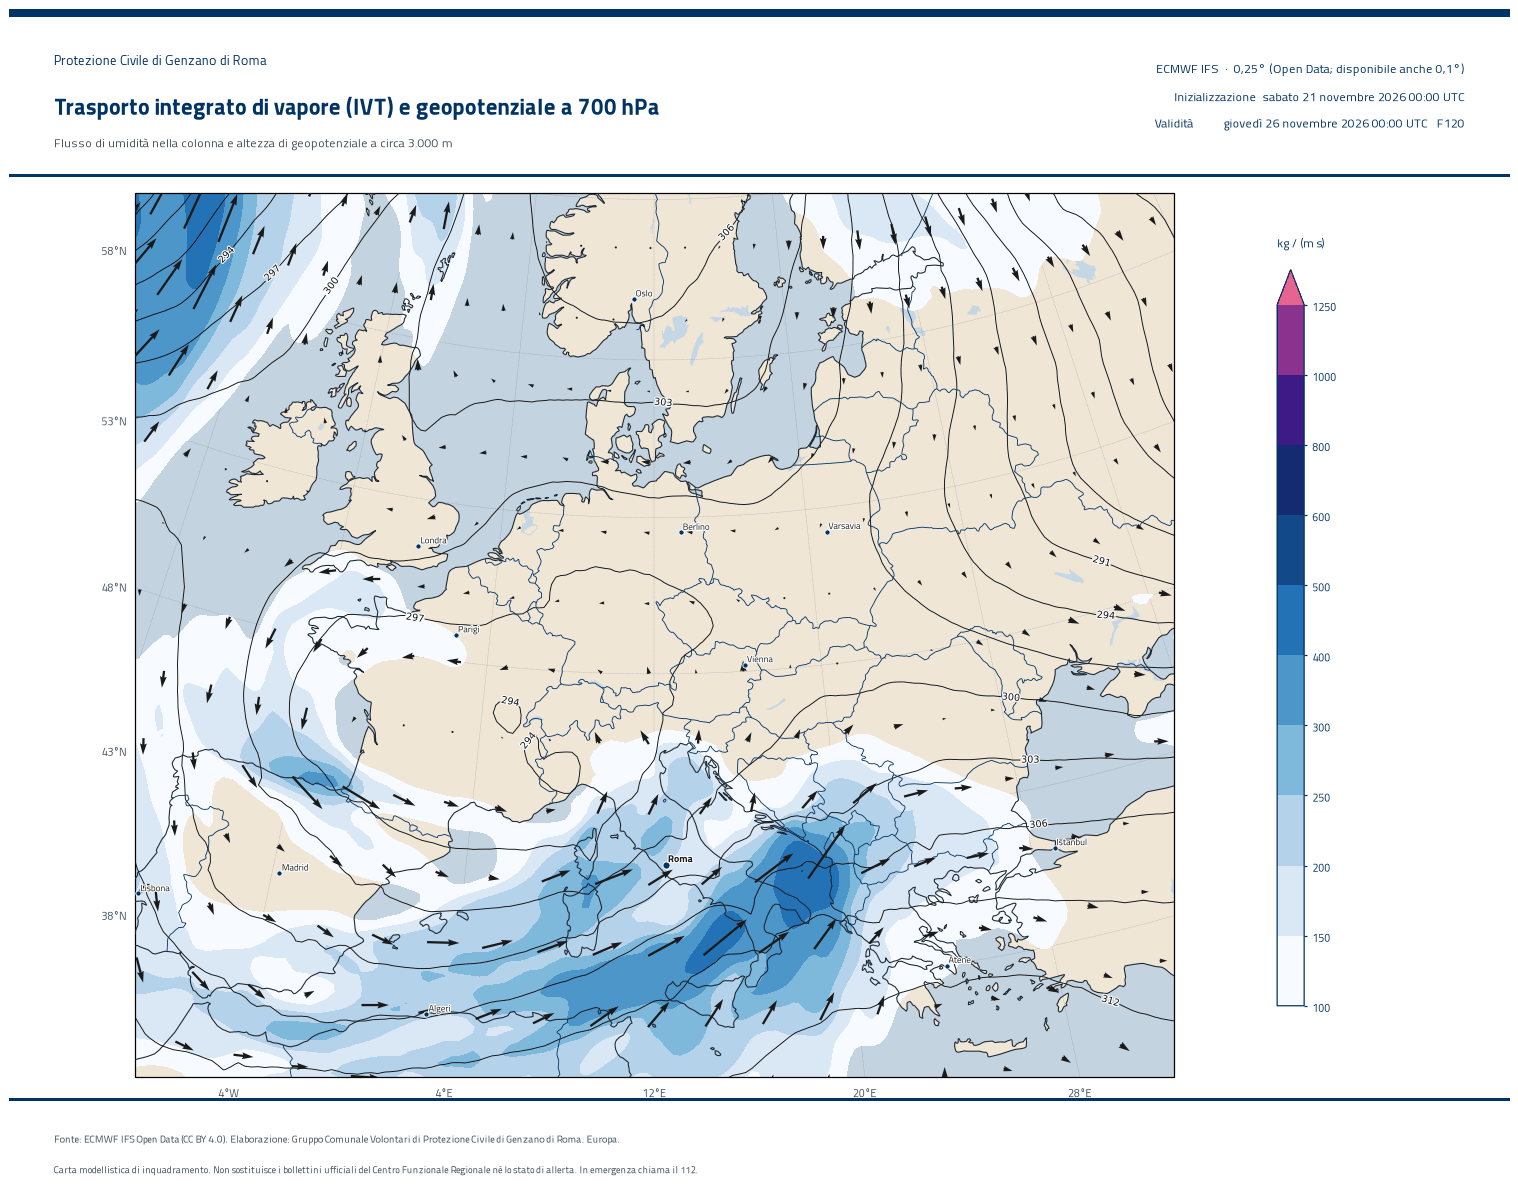 Protezione Civile di Genzano di Roma
Trasporto integrato di vapore (IVT) e geopotenziale a 700 hPa
Flusso di umidità nella colonna e altezza di geopotenziale a circa 3.000 m
ECMWF IFS · 0,25° (Open Data; disponibile anche 0,1°)
Inizializzazione sabato 21 novembre 2026 00:00 UTC
Validità giovedì 26 novembre 2026 00:00 UTC F120
kg / (m s)
1250
1000
800
600
500
400
300
250
200
150
100
58°N
53°N
48°N
43°N
38°N
4°W
4°E
12°E
20°E
28°E
294
297
300
306
303
297
294
294
291
294
300
303
306
312
Oslo
Londra
Berlino
Varsavia
Parigi
Vienna
Madrid
Lisbona
Roma
Istanbul
Atene
Algeri
Fonte: ECMWF IFS Open Data (CC BY 4.0). Elaborazione: Gruppo Comunale Volontari di Protezione Civile di Genzano di Roma. Europa.
Carta modellistica di inquadramento. Non sostituisce i bollettini ufficiali del Centro Funzionale Regionale né lo stato di allerta. In emergenza chiama il 112.